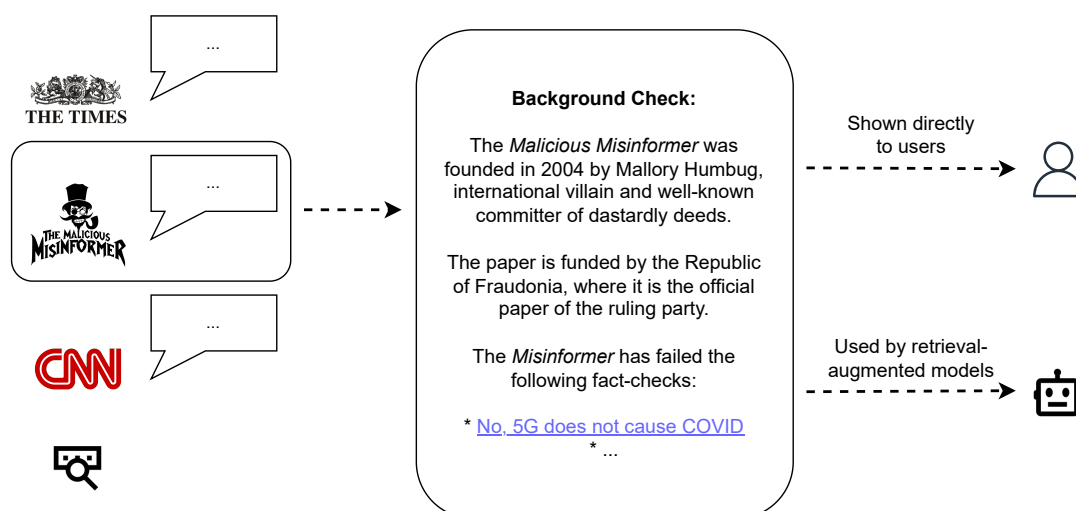 ...
THE TIMES
...
THE MALICIOUS
MISINFORMER
...
CNN
Background Check:
The Malicious Misinformer was
founded in 2004 by Mallory Humbug,
international villain and well-known
committer of dastardly deeds.
The paper is funded by the Republic
of Fraudonia, where it is the official
paper of the ruling party.
The Misinformer has failed the
following fact-checks:
* No, 5G does not cause COVID
* ...
Shown directly
to users
Used by retrieval-
augmented models